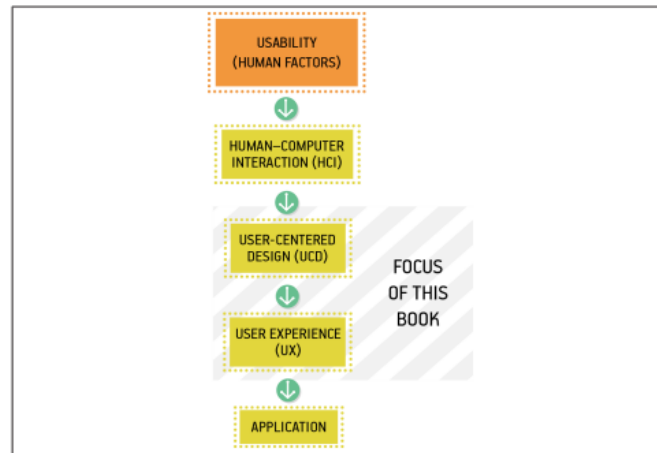 USABILITY
(HUMAN FACTORS)
HUMAN–COMPUTER
INTERACTION (HCI)
USER-CENTERED
DESIGN (UCD)
FOCUS
OF THIS
BOOK
USER EXPERIENCE
(UX)
APPLICATION